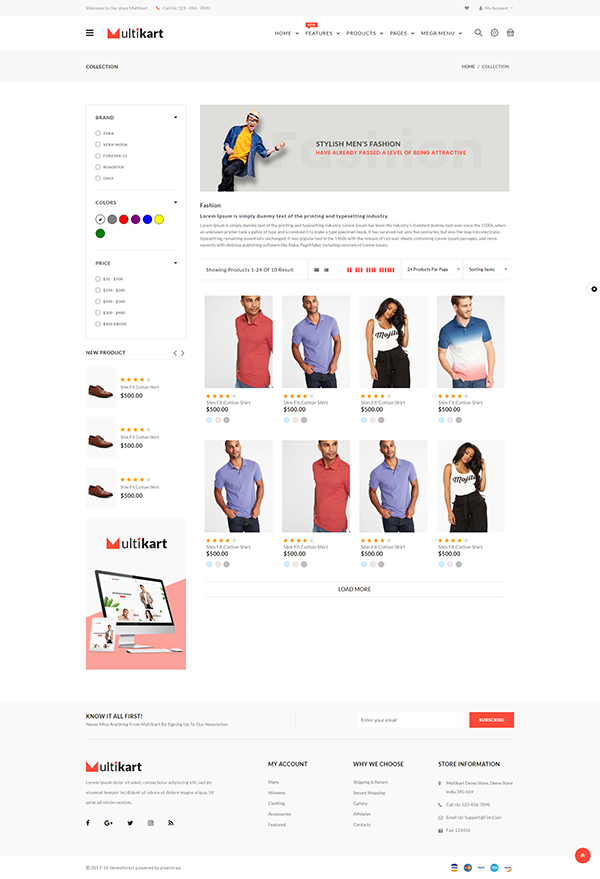 Welcome to Our store Multikart Call Us: 123 - 456 - 7890
My Account
Multikart
NEW
HOME FEATURES PRODUCTS PAGES MEGA MENU
COLLECTION
HOME / COLLECTION
BRAND
ZARA
VERA-MODA
FOREVER-21
ROADSTER
ONLY
COLORS
PRICE
$10 - $100
$100 - $200
$200 - $300
$300 - $400
$400 ABOVE
NEW PRODUCT
Slim Fit Cotton Shirt
$500.00
Slim Fit Cotton Shirt
$500.00
Slim Fit Cotton Shirt
$500.00
Multikart
Fashion
STYLISH MEN'S FASHION
HAVE ALREADY PASSED A LEVEL OF BEING ATTRACTIVE
Fashion
Lorem Ipsum is simply dummy text of the printing and typesetting industry.
Lorem Ipsum is simply dummy text of the printing and typesetting industry. Lorem Ipsum has been the industry's standard dummy text ever since the 1500s, when
an unknown printer took a galley of type and scrambled it to make a type specimen book. It has survived not only five centuries, but also the leap into electronic
typesetting, remaining essentially unchanged. It was popularised in the 1960s with the release of Letraset sheets containing Lorem Ipsum passages, and more
recently with desktop publishing software like Aldus PageMaker including versions of Lorem Ipsum.
Showing Products 1-24 Of 10 Result
24 Products Per Page
Sorting Items
Mojito
Slim Fit Cotton Shirt Slim Fit Cotton Shirt Slim Fit Cotton Shirt Slim Fit Cotton Shirt
$500.00 $500.00 $500.00 $500.00
Mojito
Slim Fit Cotton Shirt Slim Fit Cotton Shirt Slim Fit Cotton Shirt Slim Fit Cotton Shirt
$500.00 $500.00 $500.00 $500.00
LOAD MORE
KNOW IT ALL FIRST!
Never Miss Anything From Multikart By Signing Up To Our Newsletter.
Enter your email
SUBSCRIBE
Multikart
Lorem ipsum dolor sit amet, consectetur adipiscing elit,
sed do eiusmod tempor incididunt ut labore et dolore magna aliqua. Ut
enim ad minim veniam,
MY ACCOUNT
Mens
Womens
Clothing
Accessories
Featured
WHY WE CHOOSE
Shipping & Return
Secure Shopping
Gallary
Affiliates
Contacts
STORE INFORMATION
Multikart Demo Store, Demo Store
India 345-659
Call Us: 123-456-7898
Email Us: Support@Fiot.Com
Fax: 123456
© 2017-18 themeforest powered by pixelstrap